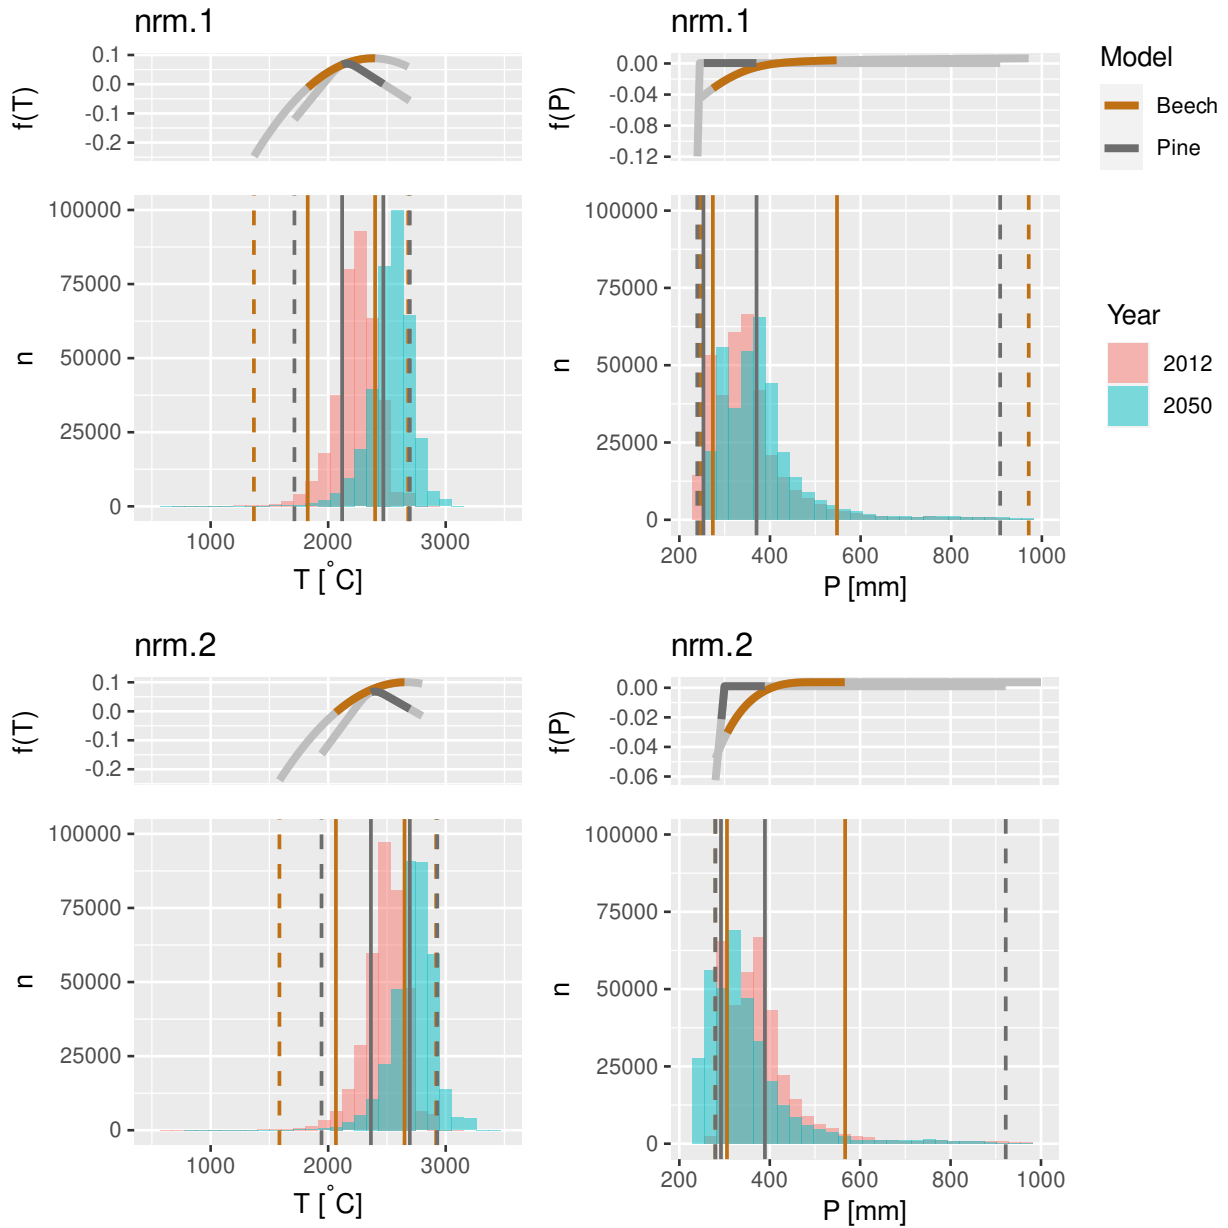 nrm.1
nrm.1
0.1
0.0
-0.1
-0.2
f(T)
0.00
-0.04
-0.08
-0.12
f(P)
Model
Beech
Pine
100000
75000
50000
25000
0
n
1000
2000
3000
T [°C]
100000
75000
50000
25000
0
n
200
400
600
800
1000
P [mm]
Year
2012
2050
nrm.2
nrm.2
0.1
0.0
-0.1
-0.2
f(T)
0.00
-0.02
-0.04
-0.06
f(P)
100000
75000
50000
25000
0
n
1000
2000
3000
T [°C]
100000
75000
50000
25000
0
n
200
400
600
800
1000
P [mm]